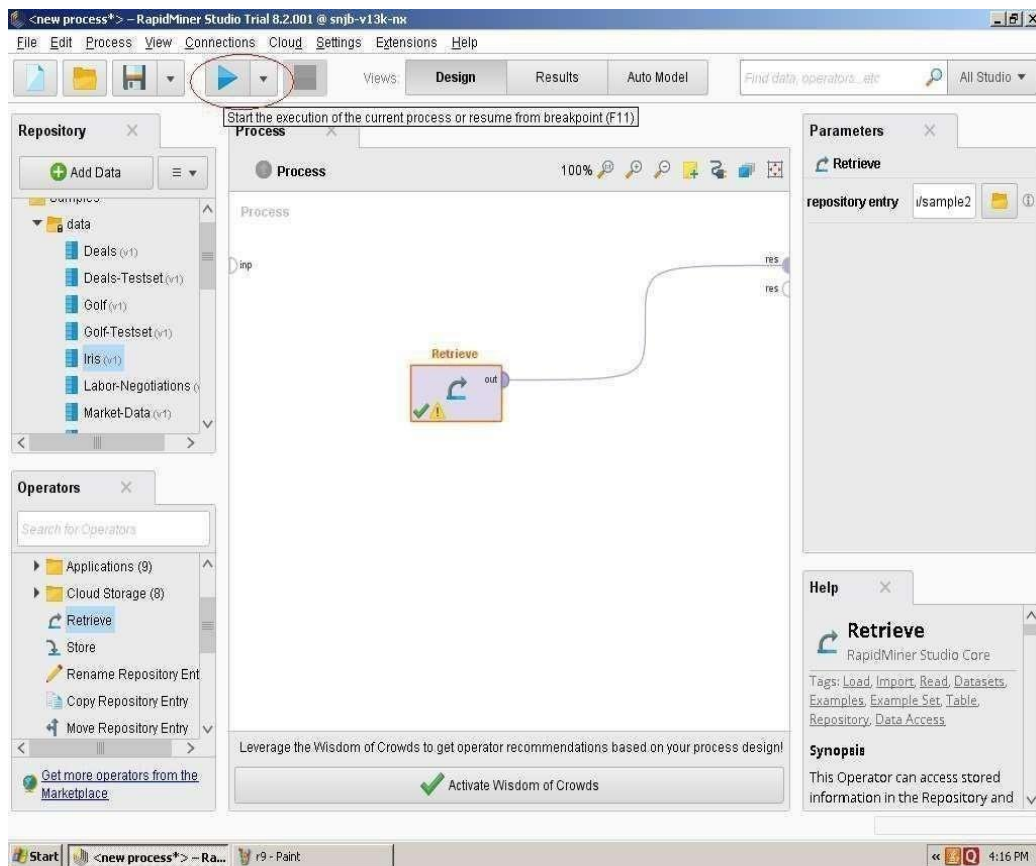 <new process*> – RapidMiner Studio Trial 8.2.001 @ snjb-v13k-nx
File Edit Process View Connections Cloud Settings Extensions Help
Views: Design Results Auto Model Find data, operators...etc All Studio ▼
Start the execution of the current process or resume from breakpoint (F11)
Repository
Add Data
Samples
data
Deals (v1)
Deals-Testset (v1)
Golf (v1)
Golf-Testset (v1)
Iris (v1)
Labor-Negotiations
Market-Data (v1)
Operators
Search for Operators
Applications (9)
Cloud Storage (8)
Retrieve
Store
Rename Repository Ent
Copy Repository Entry
Move Repository Entry
Get more operators from the
Marketplace
Process
Process
100%
Process
inp
res
res
Retrieve
out
Leverage the Wisdom of Crowds to get operator recommendations based on your process design!
Activate Wisdom of Crowds
Parameters
Retrieve
repository entry /sample2
Help
Retrieve
RapidMiner Studio Core
Tags: Load, Import, Read, Datasets,
Examples, Example Set, Table,
Repository, Data Access
Synopsis
This Operator can access stored
information in the Repository and
Start <new process*> – Ra... r9 - Paint « Q 4:16 PM